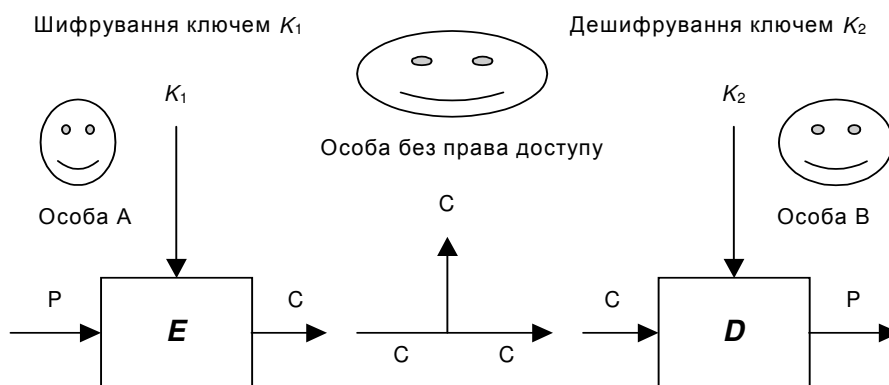 Шифрування ключем K1
Дешифрування ключем K2
K1
K2
Особа без права доступу
Особа А
Особа В
С
Р
С
С
Р
E
С С
D